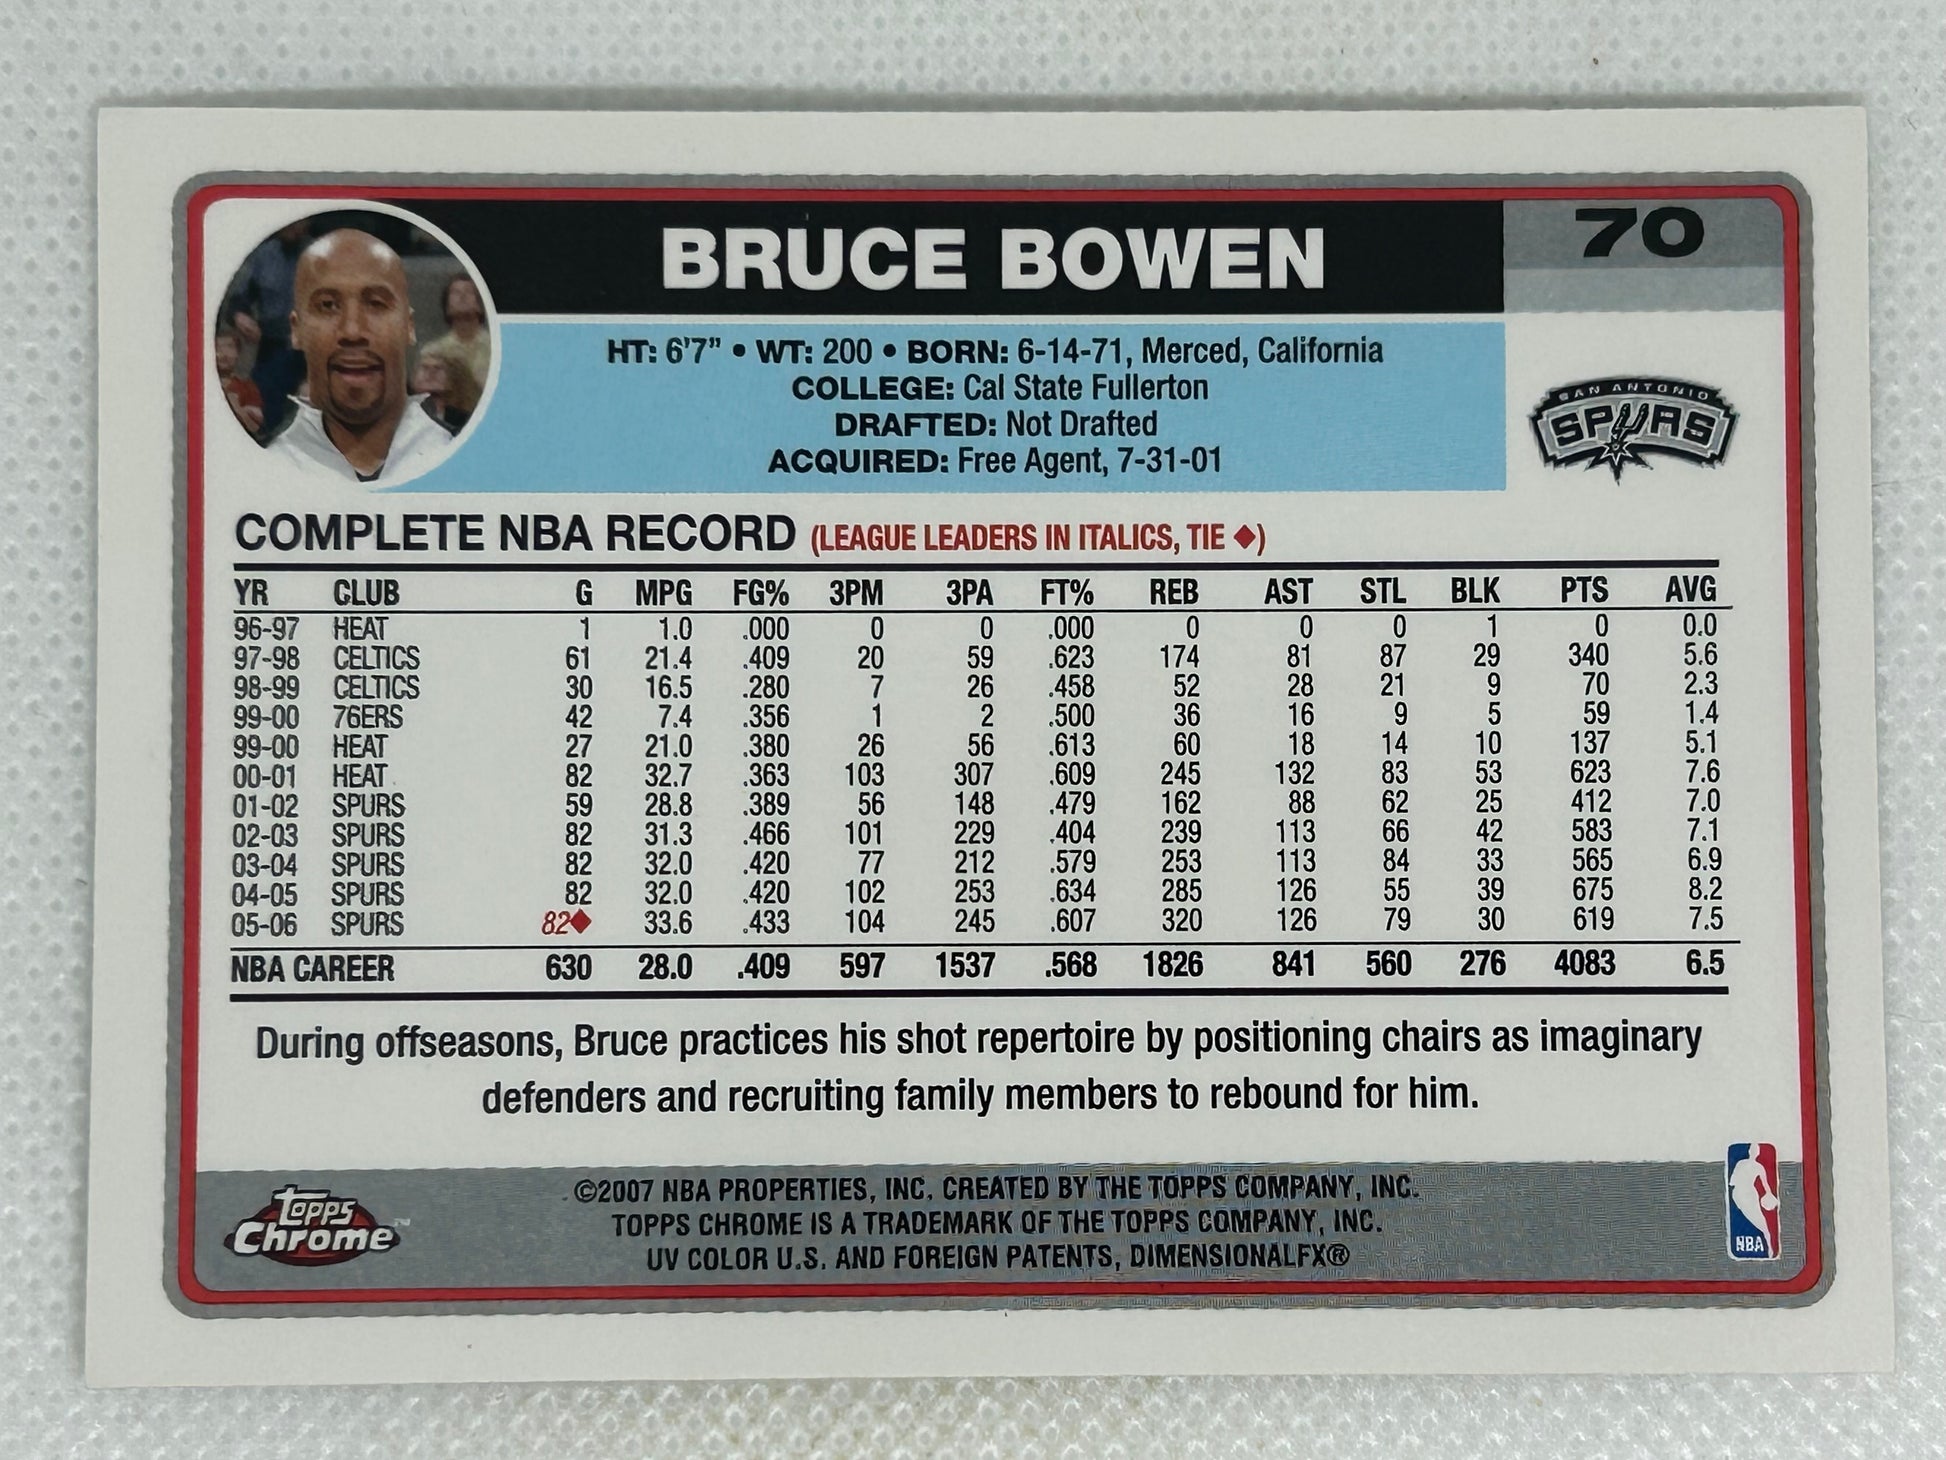 BRUCE BOWEN
70
HT: 6'7" • WT: 200 • BORN: 6-14-71, Merced, California
COLLEGE: Cal State Fullerton
DRAFTED: Not Drafted
ACQUIRED: Free Agent, 7-31-01
SAN ANTONIO
SPURS
COMPLETE NBA RECORD (LEAGUE LEADERS IN ITALICS, TIE ◆)
YR CLUB G MPG FG% 3PM 3PA FT% REB AST STL BLK PTS AVG
96-97 HEAT 1 1.0 .000 0 0 .000 0 0 0 1 0 0.0
97-98 CELTICS 61 21.4 .409 20 59 .623 174 81 87 29 340 5.6
98-99 CELTICS 30 16.5 .280 7 26 .458 52 28 21 9 70 2.3
99-00 76ERS 42 7.4 .356 1 2 .500 36 16 9 5 59 1.4
99-00 HEAT 27 21.0 .380 26 56 .613 60 18 14 10 137 5.1
00-01 HEAT 82 32.7 .363 103 307 .609 245 132 83 53 623 7.6
01-02 SPURS 59 28.8 .389 56 148 .479 162 88 62 25 412 7.0
02-03 SPURS 82 31.3 .466 101 229 .404 239 113 66 42 583 7.1
03-04 SPURS 82 32.0 .420 77 212 .579 253 113 84 33 565 6.9
04-05 SPURS 82 32.0 .420 102 253 .634 285 126 55 39 675 8.2
05-06 SPURS 82◆ 33.6 .433 104 245 .607 320 126 79 30 619 7.5
NBA CAREER 630 28.0 .409 597 1537 .568 1826 841 560 276 4083 6.5
During offseasons, Bruce practices his shot repertoire by positioning chairs as imaginary
defenders and recruiting family members to rebound for him.
Topps
Chrome™
©2007 NBA PROPERTIES, INC. CREATED BY THE TOPPS COMPANY, INC.
TOPPS CHROME IS A TRADEMARK OF THE TOPPS COMPANY, INC.
UV COLOR U.S. AND FOREIGN PATENTS, DIMENSIONALFX®
NBA